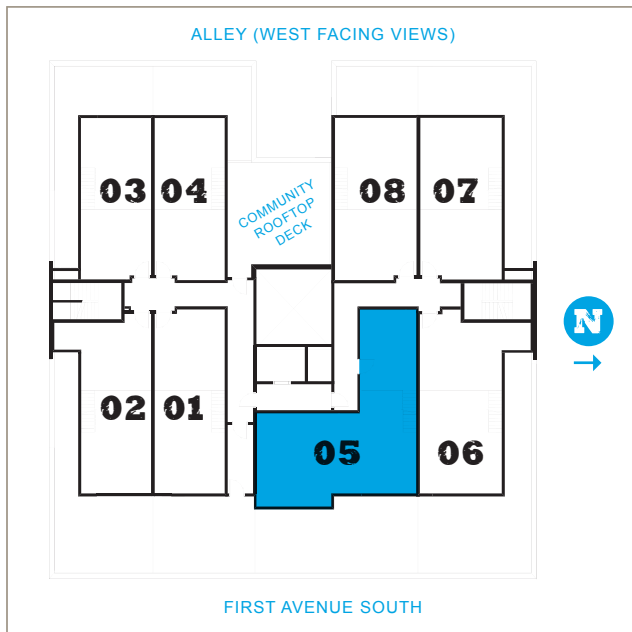 ALLEY (WEST FACING VIEWS)
03
04
COMMUNITY
ROOFTOP
DECK
08
07
N
02
01
05
06
FIRST AVENUE SOUTH